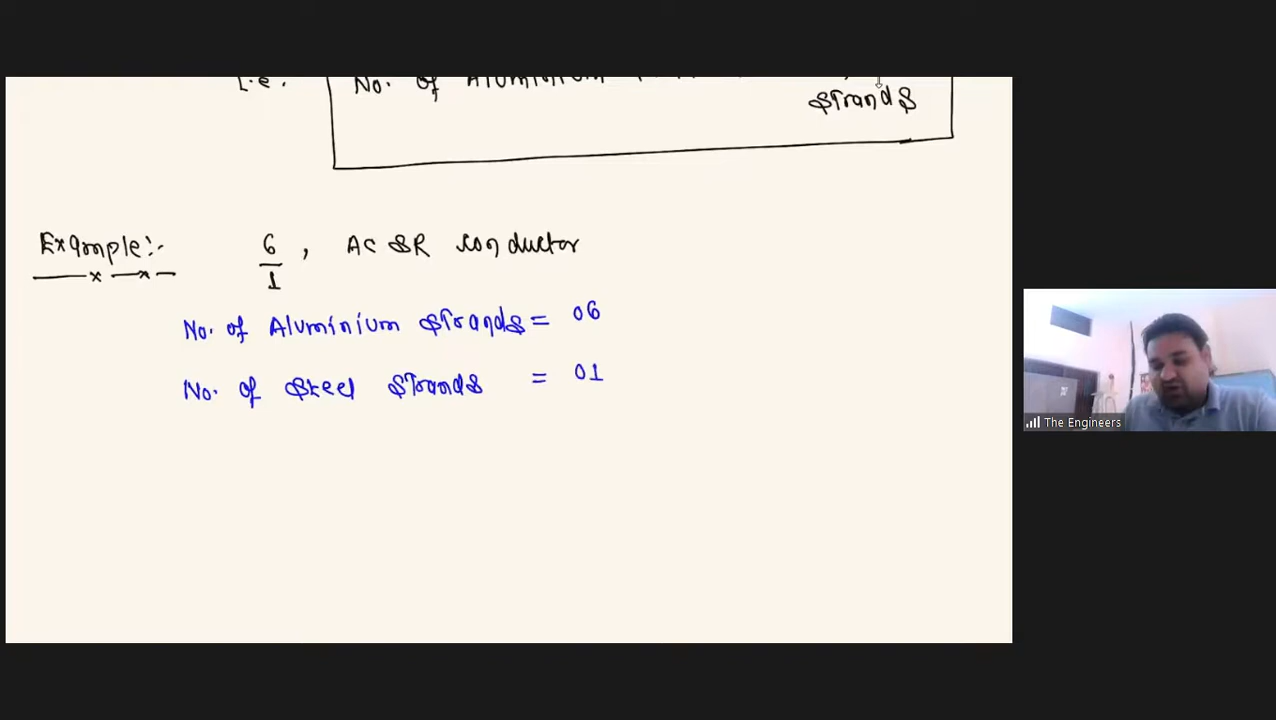 i.e. No. of Aluminium
strands
Example:-
6/1, ACSR conductor
No. of Aluminium strands = 06
No. of steel strands = 01
The Engineers